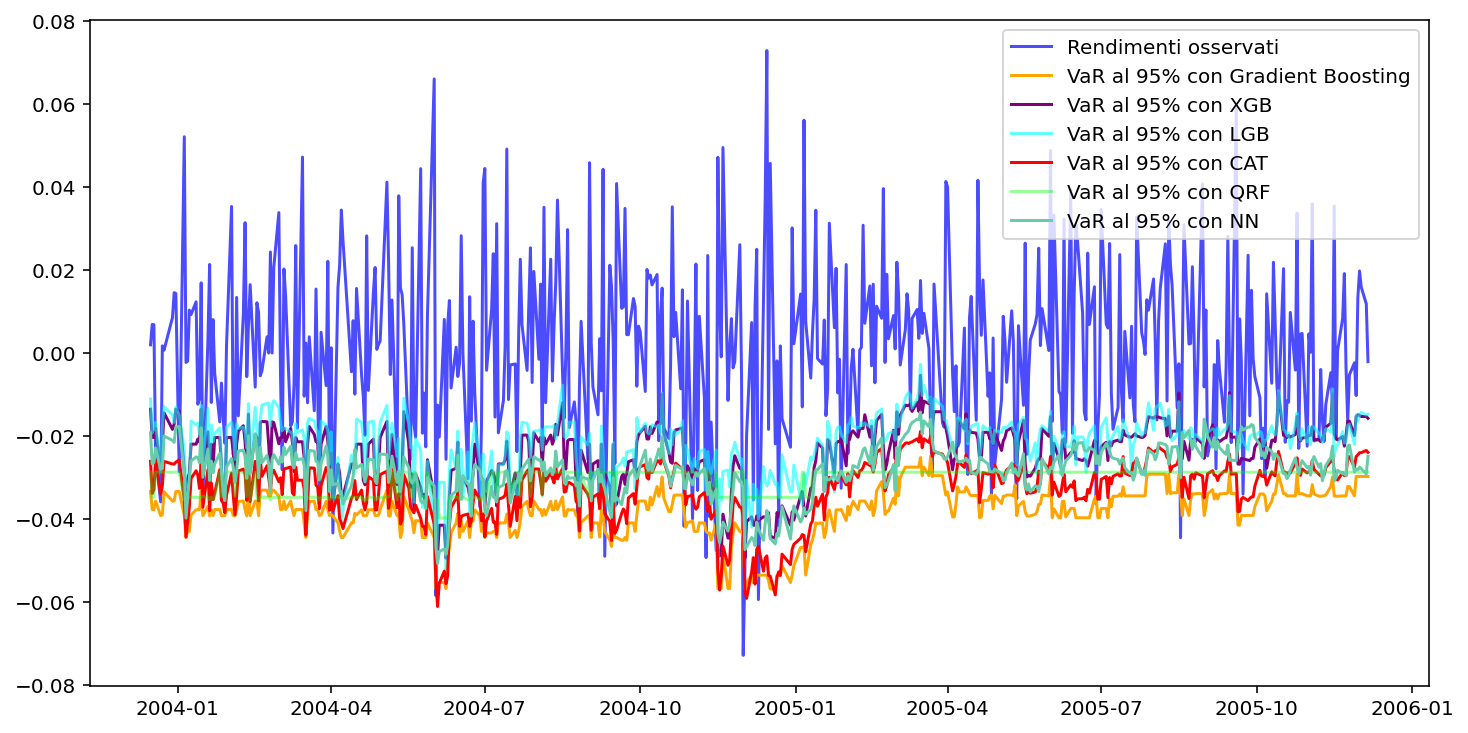 0.08
0.06
0.04
0.02
0.00
−0.02
−0.04
−0.06
−0.08
Rendimenti osservati
VaR al 95% con Gradient Boosting
VaR al 95% con XGB
VaR al 95% con LGB
VaR al 95% con CAT
VaR al 95% con QRF
VaR al 95% con NN
2004-01 2004-04 2004-07 2004-10 2005-01 2005-04 2005-07 2005-10 2006-01